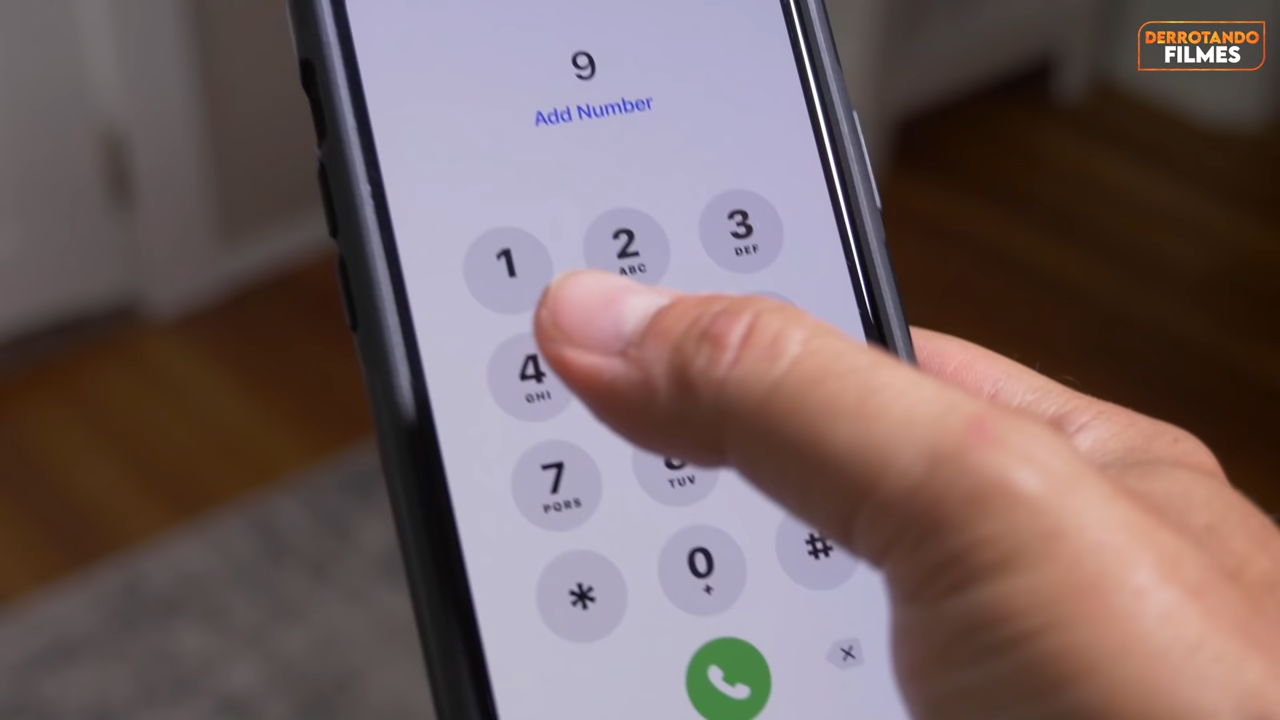 DERROTANDO
FILMES
9
Add Number
1
2
ABC
3
DEF
4
GHI
7
PQRS
TUV
*
0
+
#